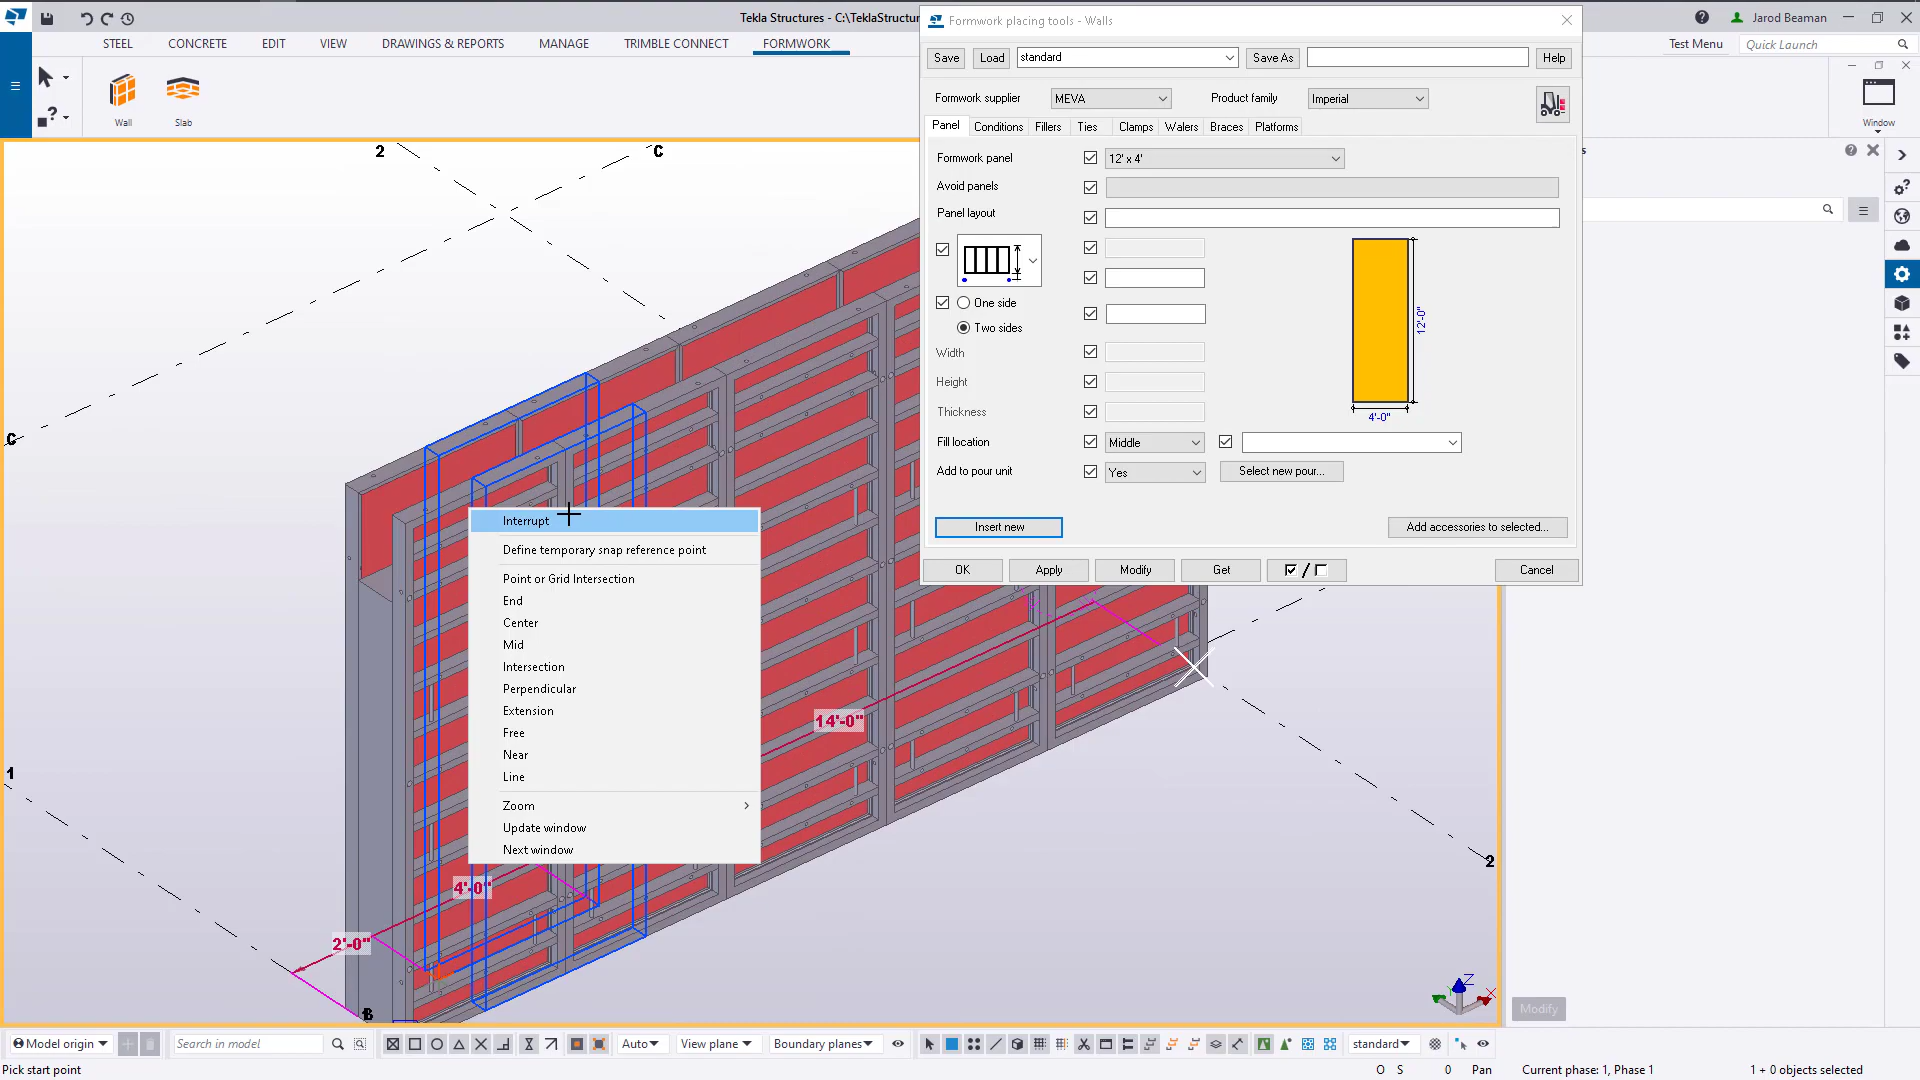 Tekla Structures - C:\TeklaStructur
Formwork placing tools - Walls
Jarod Beaman
STEEL
CONCRETE
EDIT
VIEW
DRAWINGS & REPORTS
MANAGE
TRIMBLE CONNECT
FORMWORK
Test Menu
Quick Launch
Save
Load
standard
Save As
Help
Wall
Slab
Window
Formwork supplier
MEVA
Product family
Imperial
Panel
Conditions
Fillers
Ties
Clamps
Walers
Braces
Platforms
Formwork panel
12' x 4'
Avoid panels
Panel layout
One side
Two sides
Width
Height
Thickness
Fill location
Middle
Add to pour unit
Yes
Select new pour...
12'-0"
4'-0"
Insert new
Add accessories to selected...
OK
Apply
Modify
Get
/
Cancel
2
C
C
1
2
B
14'-0"
4'-0"
2'-0"
Interrupt
Define temporary snap reference point
Point or Grid Intersection
End
Center
Mid
Intersection
Perpendicular
Extension
Free
Near
Line
Zoom
Update window
Next window
Z
X
Modify
Model origin
Search in model
Auto
View plane
Boundary planes
standard
Pick start point
O S 0 Pan
Current phase: 1, Phase 1
1 + 0 objects selected